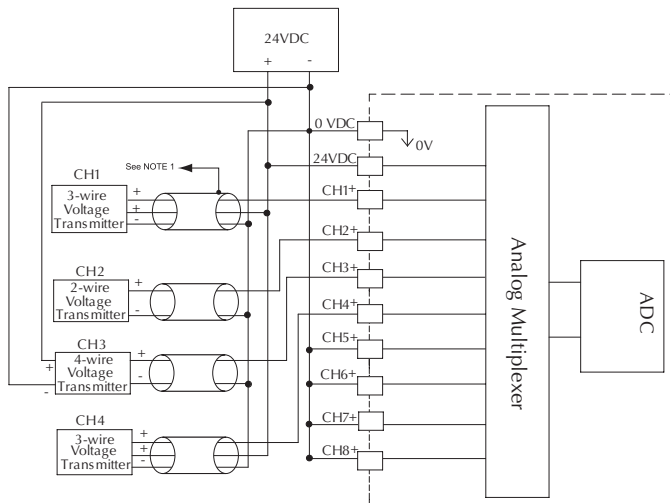 24VDC
+ -
0 VDC
0V
24VDC
See NOTE 1
CH1
3-wire
Voltage
Transmitter
+
+
-
CH1+
CH2
2-wire
Voltage
Transmitter
+
-
CH2+
CH3
4-wire
Voltage
Transmitter
+
-
+
-
CH3+
CH4
3-wire
Voltage
Transmitter
+
+
-
CH4+
CH5+
CH6+
CH7+
CH8+
Analog Multiplexer
ADC